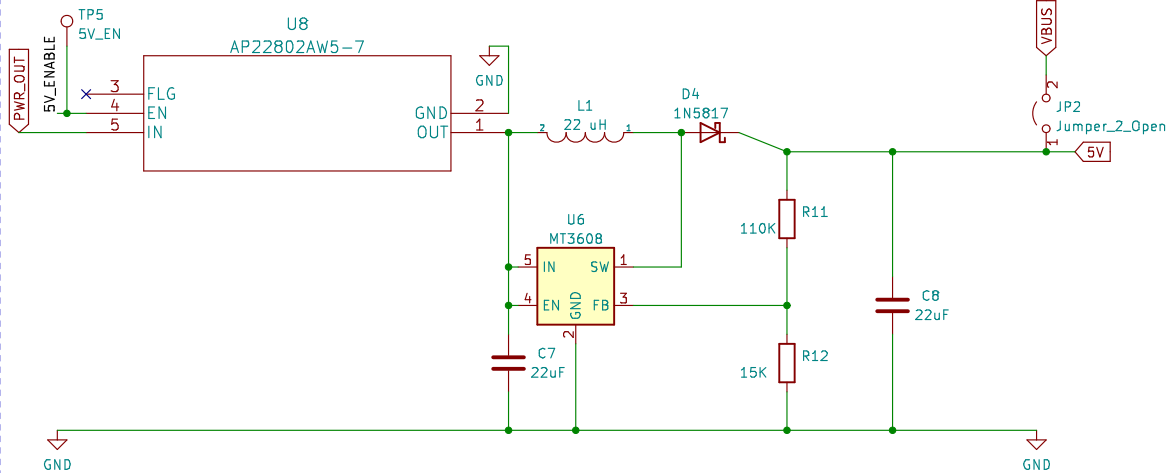 TP5
5V_EN
5V_ENABLE
PWR_OUT
U8
AP22802AW5-7
3 FLG
4 EN
5 IN
GND 2
OUT 1
GND
L1
22 uH
2 1
D4
1N5817
VBUS
2
JP2
Jumper_2_Open
1
5V
U6
MT3608
5 IN
SW 1
4 EN
FB 3
GND
2
R11
110K
R12
15K
C7
22uF
C8
22uF
GND
GND